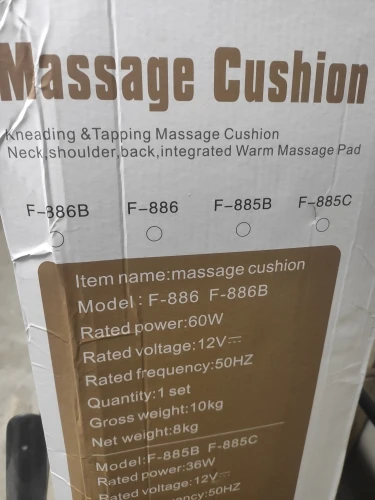 Massage Cushion
Kneading &Tapping Massage Cushion
Neck,shoulder,back,integrated Warm Massage Pad
F-886B F-886 F-885B F-885C
Item name:massage cushion
Model: F-886 F-886B
Rated power:60W
Rated voltage:12V⎓
Rated frequency:50HZ
Quantity:1 set
Gross weight:10kg
Net weight:8kg
Model:F-885B F-885C
Rated power:36W
Rated voltage:12V⎓
frequency:50HZ